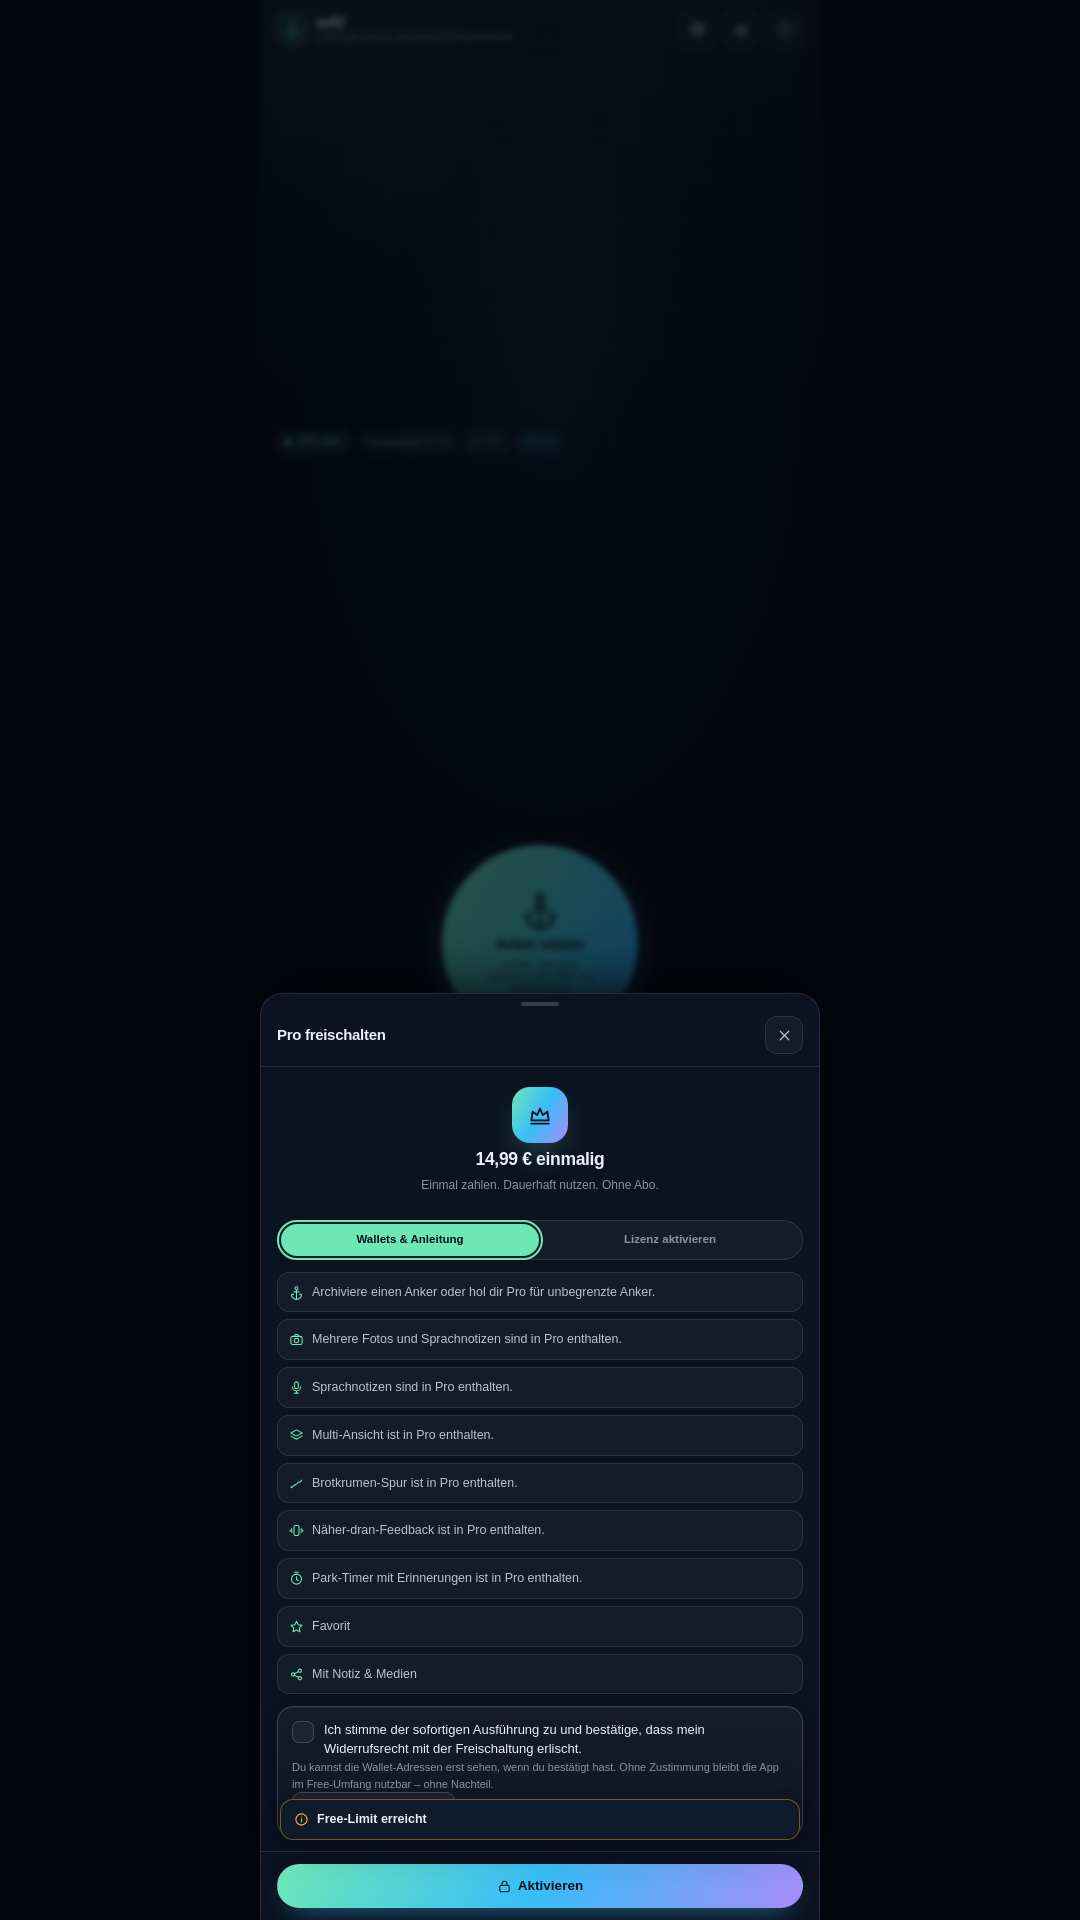 Anker setzen
Pro freischalten
14,99 € einmalig
Einmal zahlen. Dauerhaft nutzen. Ohne Abo.
Wallets & Anleitung
Lizenz aktivieren
Archiviere einen Anker oder hol dir Pro für unbegrenzte Anker.
Mehrere Fotos und Sprachnotizen sind in Pro enthalten.
Sprachnotizen sind in Pro enthalten.
Multi-Ansicht ist in Pro enthalten.
Brotkrumen-Spur ist in Pro enthalten.
Näher-dran-Feedback ist in Pro enthalten.
Park-Timer mit Erinnerungen ist in Pro enthalten.
Favorit
Mit Notiz & Medien
Ich stimme der sofortigen Ausführung zu und bestätige, dass mein
Widerrufsrecht mit der Freischaltung erlischt.
Du kannst die Wallet-Adressen erst sehen, wenn du bestätigt hast. Ohne Zustimmung bleibt die App
im Free-Umfang nutzbar – ohne Nachteil.
Free-Limit erreicht
Aktivieren